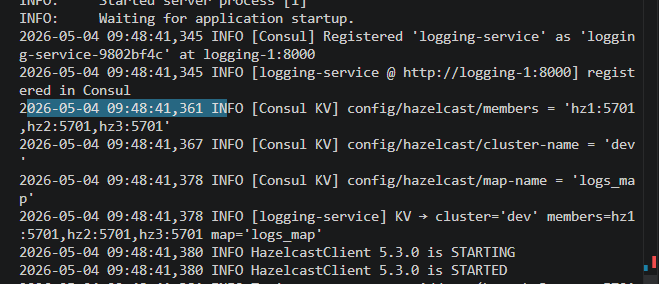 INFO:     Started server process [1]
INFO:     Waiting for application startup.
2026-05-04 09:48:41,345 INFO [Consul] Registered 'logging-service' as 'loggin
g-service-9802bf4c' at logging-1:8000
2026-05-04 09:48:41,345 INFO [logging-service @ http://logging-1:8000] regist
ered in Consul
2026-05-04 09:48:41,361 INFO [Consul KV] config/hazelcast/members = 'hz1:5701
,hz2:5701,hz3:5701'
2026-05-04 09:48:41,367 INFO [Consul KV] config/hazelcast/cluster-name = 'dev
'
2026-05-04 09:48:41,378 INFO [Consul KV] config/hazelcast/map-name = 'logs_ma
p'
2026-05-04 09:48:41,378 INFO [logging-service] KV → cluster='dev' members=hz1
:5701,hz2:5701,hz3:5701 map='logs_map'
2026-05-04 09:48:41,380 INFO HazelcastClient 5.3.0 is STARTING
2026-05-04 09:48:41,380 INFO HazelcastClient 5.3.0 is STARTED